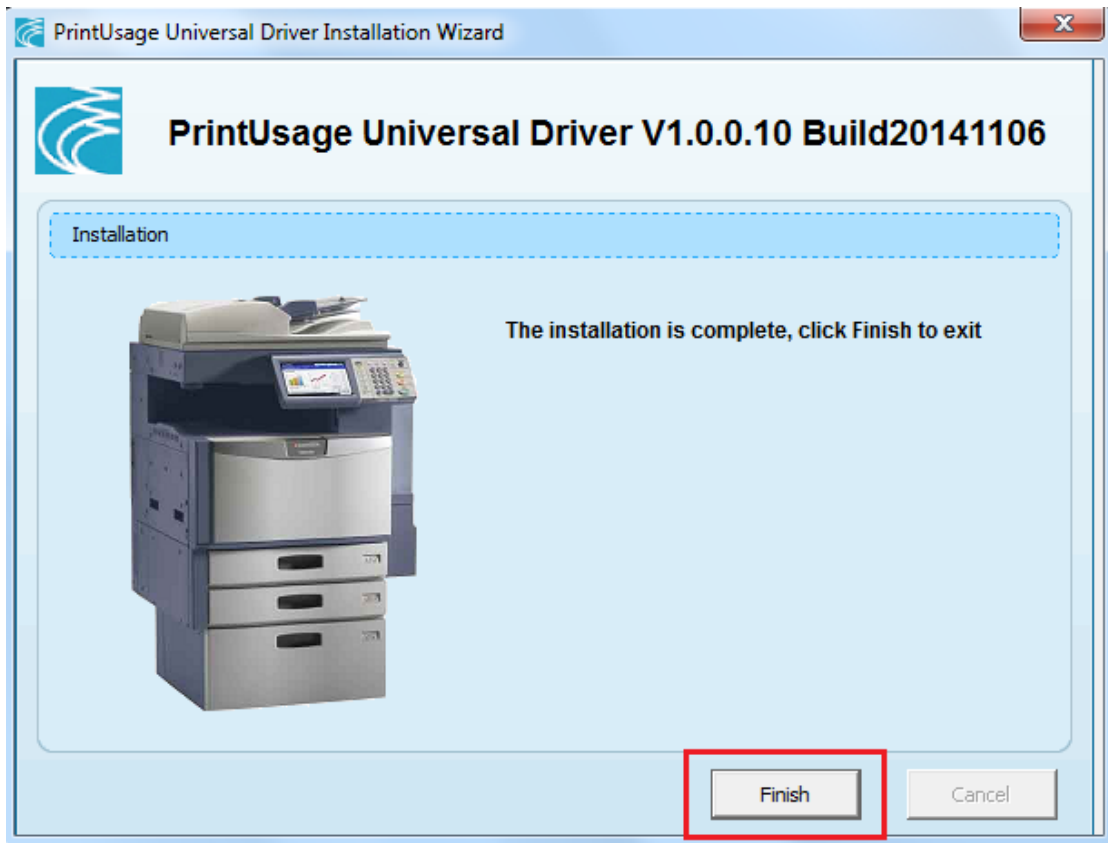 PrintUsage Universal Driver Installation Wizard
PrintUsage Universal Driver V1.0.0.10 Build20141106
Installation
The installation is complete, click Finish to exit
Finish
Cancel